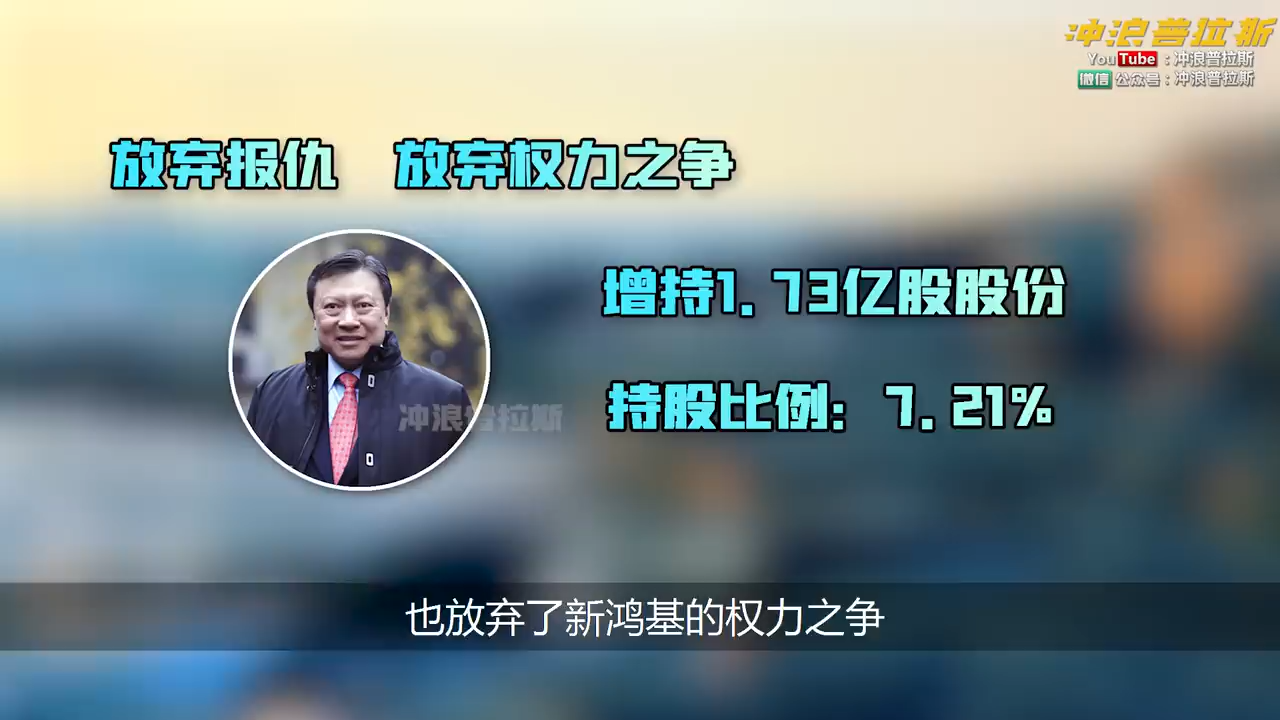 冲浪普拉斯
YouTube：冲浪普拉斯
微信公众号：冲浪普拉斯
放弃报仇 放弃权力之争
增持1.73亿股股份
持股比例：7.21%
冲浪普拉斯
也放弃了新鸿基的权力之争